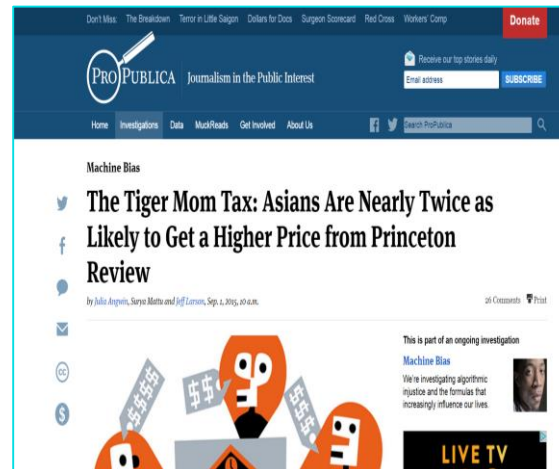 Don't Miss: The Breakdown Terror in Little Saigon Dollars for Docs Surgeon Scorecard Red Cross Workers' Comp Donate
PROPUBLICA Journalism in the Public Interest
Receive our top stories daily
Email address SUBSCRIBE
Home Investigations Data MuckReads Get Involved About Us Search ProPublica
Machine Bias
The Tiger Mom Tax: Asians Are Nearly Twice as
Likely to Get a Higher Price from Princeton
Review
by Julia Angwin, Surya Mattu and Jeff Larson, Sep. 1, 2015, 10 a.m.
26 Comments Print
This is part of an ongoing investigation
Machine Bias
We're investigating algorithmic
injustice and the formulas that
increasingly influence our lives.
$$$
$$$$
$$
LIVE TV